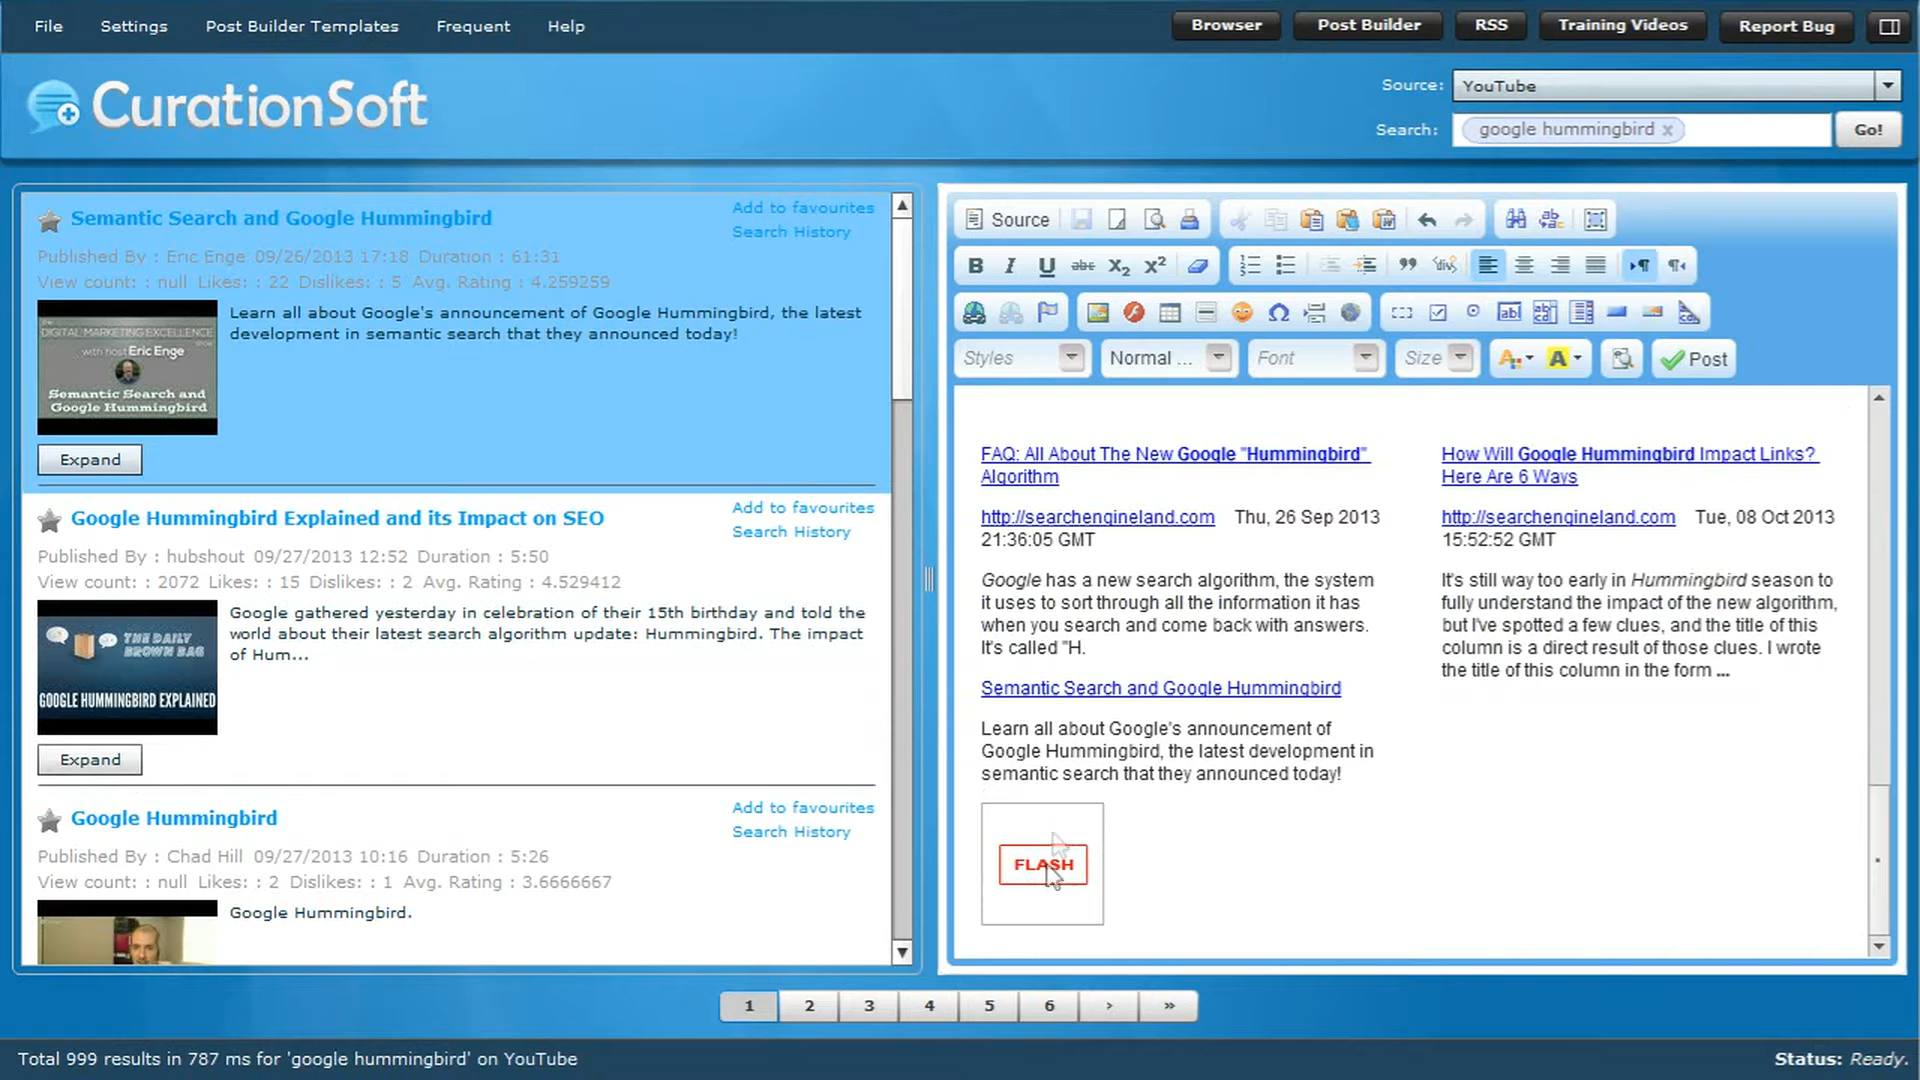 File Settings Post Builder Templates Frequent Help Browser Post Builder RSS Training Videos Report Bug
CurationSoft
Source: YouTube
Search: google hummingbird x Go!
Semantic Search and Google Hummingbird
Add to favourites
Search History
Published By : Eric Enge 09/26/2013 17:18 Duration : 61:31
View count: : null Likes: : 22 Dislikes: : 5 Avg. Rating : 4.259259
DIGITAL MARKETING EXCELLENCE
with host Eric Enge
Semantic Search and
Google Hummingbird
Learn all about Google's announcement of Google Hummingbird, the latest
development in semantic search that they announced today!
Expand
Google Hummingbird Explained and its Impact on SEO
Add to favourites
Search History
Published By : hubshout 09/27/2013 12:52 Duration : 5:50
View count: : 2072 Likes: : 15 Dislikes: : 2 Avg. Rating : 4.529412
THE DAILY
BROWN BAG
GOOGLE HUMMINGBIRD EXPLAINED
Google gathered yesterday in celebration of their 15th birthday and told the
world about their latest search algorithm update: Hummingbird. The impact
of Hum...
Expand
Google Hummingbird
Add to favourites
Search History
Published By : Chad Hill 09/27/2013 10:16 Duration : 5:26
View count: : null Likes: : 2 Dislikes: : 1 Avg. Rating : 3.6666667
Google Hummingbird.
Source
B I U abc X₂ X²
Styles Normal ... Font Size Post
FAQ: All About The New Google "Hummingbird"
Algorithm
http://searchengineland.com Thu, 26 Sep 2013
21:36:05 GMT
Google has a new search algorithm, the system
it uses to sort through all the information it has
when you search and come back with answers.
It's called "H.
Semantic Search and Google Hummingbird
Learn all about Google's announcement of
Google Hummingbird, the latest development in
semantic search that they announced today!
FLASH
How Will Google Hummingbird Impact Links?
Here Are 6 Ways
http://searchengineland.com Tue, 08 Oct 2013
15:52:52 GMT
It's still way too early in Hummingbird season to
fully understand the impact of the new algorithm,
but I've spotted a few clues, and the title of this
column is a direct result of those clues. I wrote
the title of this column in the form ...
1 2 3 4 5 6 › »
Total 999 results in 787 ms for 'google hummingbird' on YouTube
Status: Ready.